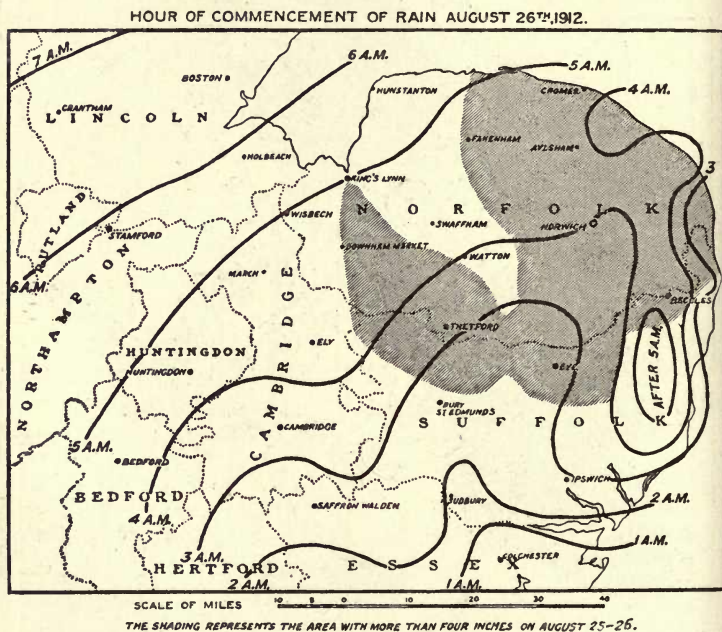 HOUR OF COMMENCEMENT OF RAIN AUGUST 26TH, 1912.
7 A.M.
6 A.M.
5 A.M.
BOSTON
HUNSTANTON
CROMER
4 A.M.
GRANTHAM
LINCOLN
FAKENHAM
AYLSHAM
HOLBEACH
3
KING'S LYNN
RUTLAND
WISBECH
NORFOLK
STAMFORD
SWAFFHAM
NORWICH
DOWNHAM MARKET
WATTON
6 A.M.
MARCH
BECCLES
NORTHAMPTON
CAMBRIDGE
THETFORD
ELY
HUNTINGDON
HUNTINGDON
EYE
AFTER 5 A.M.
BURY
ST EDMUNDS
SUFFOLK
CAMBRIDGE
5 A.M.
BEDFORD
IPSWICH
BEDFORD
SAFFRON WALDEN
SUDBURY
2 A.M.
4 A.M.
1 A.M.
3 A.M.
HERTFORD
ESSEX
COLCHESTER
2 A.M.
1 A.M.
SCALE OF MILES
10 5 0 10 20 30 40
THE SHADING REPRESENTS THE AREA WITH MORE THAN FOUR INCHES ON AUGUST 25-26.